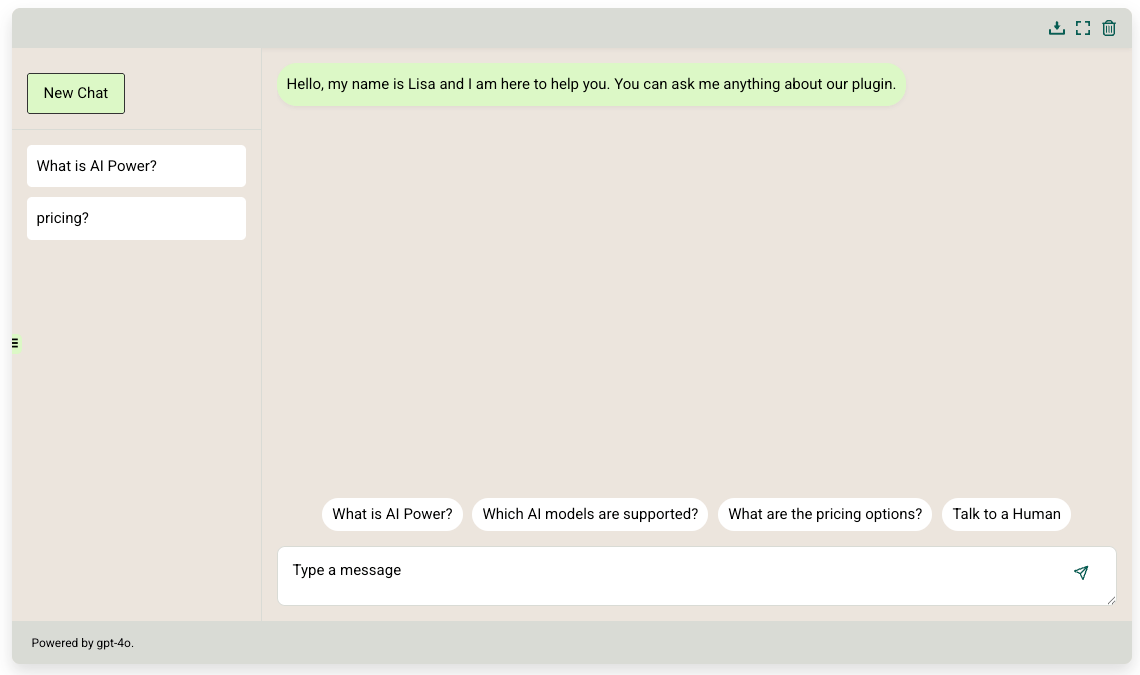 New Chat
What is AI Power?
pricing?
Hello, my name is Lisa and I am here to help you. You can ask me anything about our plugin.
What is AI Power?
Which AI models are supported?
What are the pricing options?
Talk to a Human
Type a message
Powered by gpt-4o.